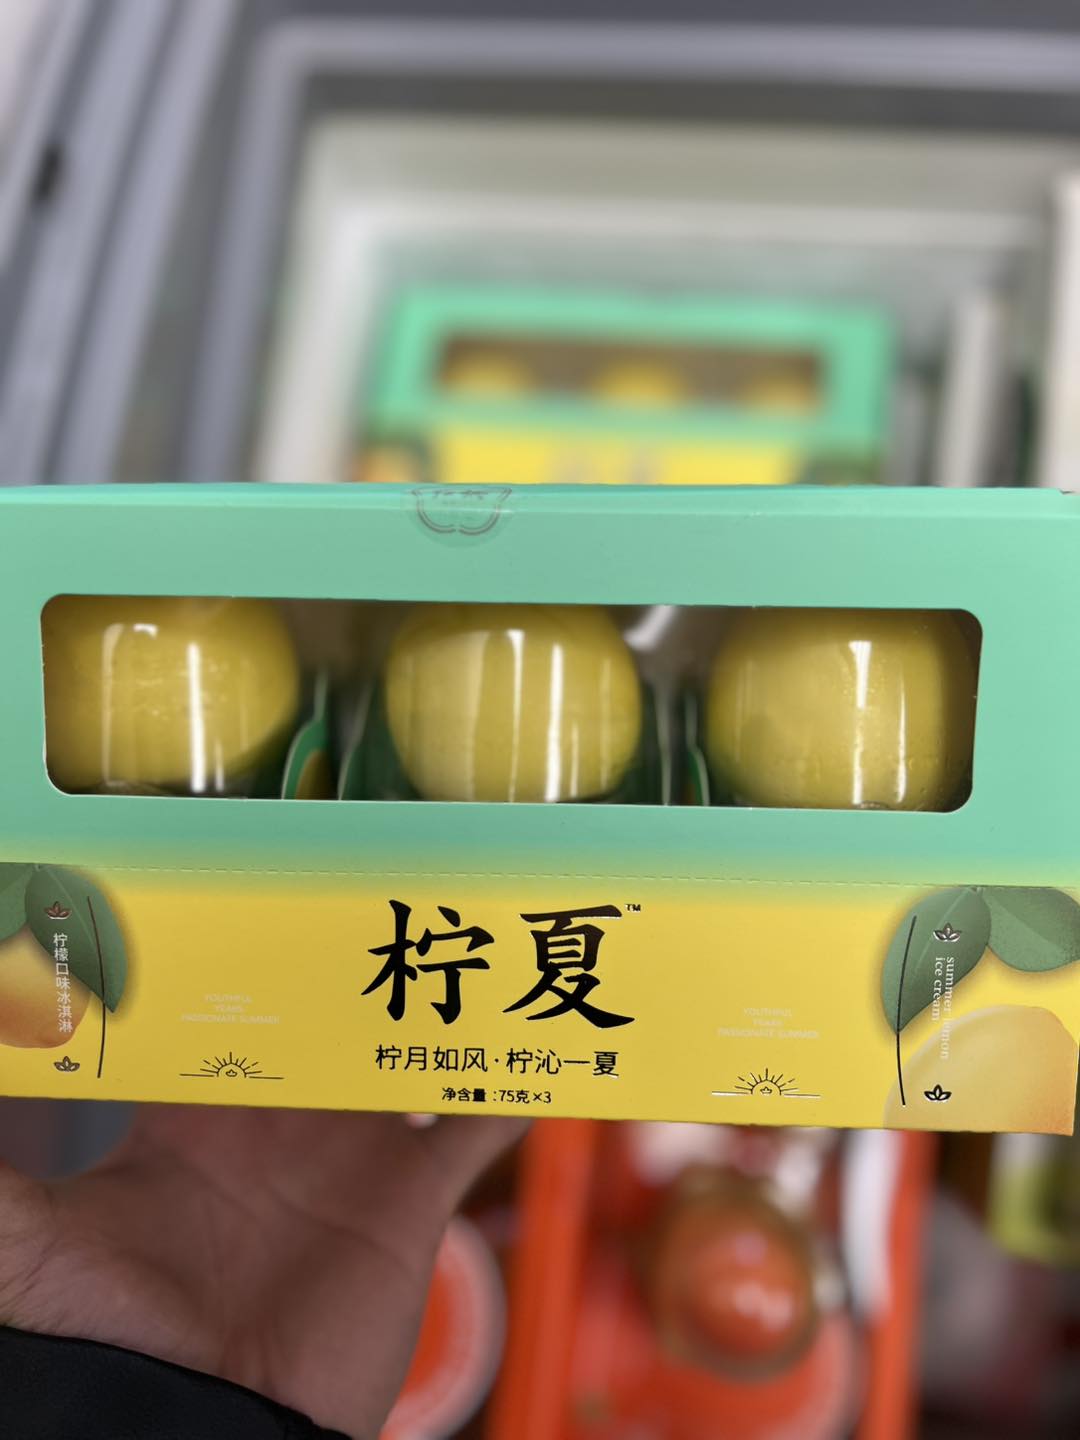 柠夏™
柠月如风·柠沁一夏
净含量:75克×3
柠檬口味冰淇淋
YOUTHFUL
YEARS
PASSIONATE SUMMER
YOUTHFUL
YEARS
PASSIONATE SUMMER
summer lemon
ice cream